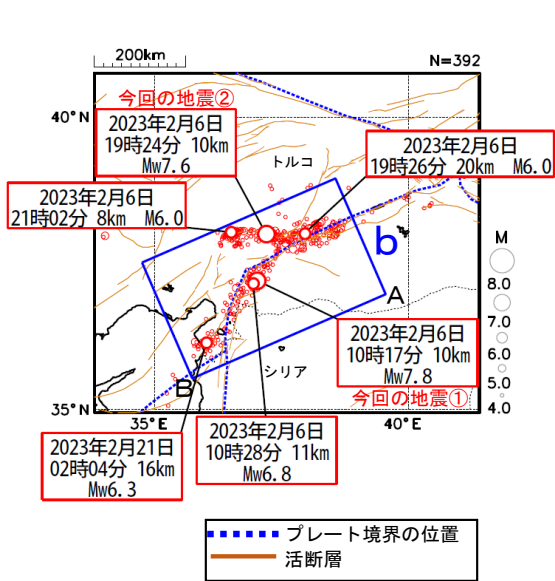 200km
N=392
40°N
今回の地震②
2023年2月6日
19時24分 10km
Mw7.6
トルコ
2023年2月6日
19時26分 20km M6.0
2023年2月6日
21時02分 8km M6.0
b
A
B
M
8.0
7.0
6.0
5.0
4.0
2023年2月6日
10時17分 10km
Mw7.8
今回の地震①
シリア
35°N
35°E
40°E
2023年2月21日
02時04分 16km
Mw6.3
2023年2月6日
10時28分 11km
Mw6.8
プレート境界の位置
活断層